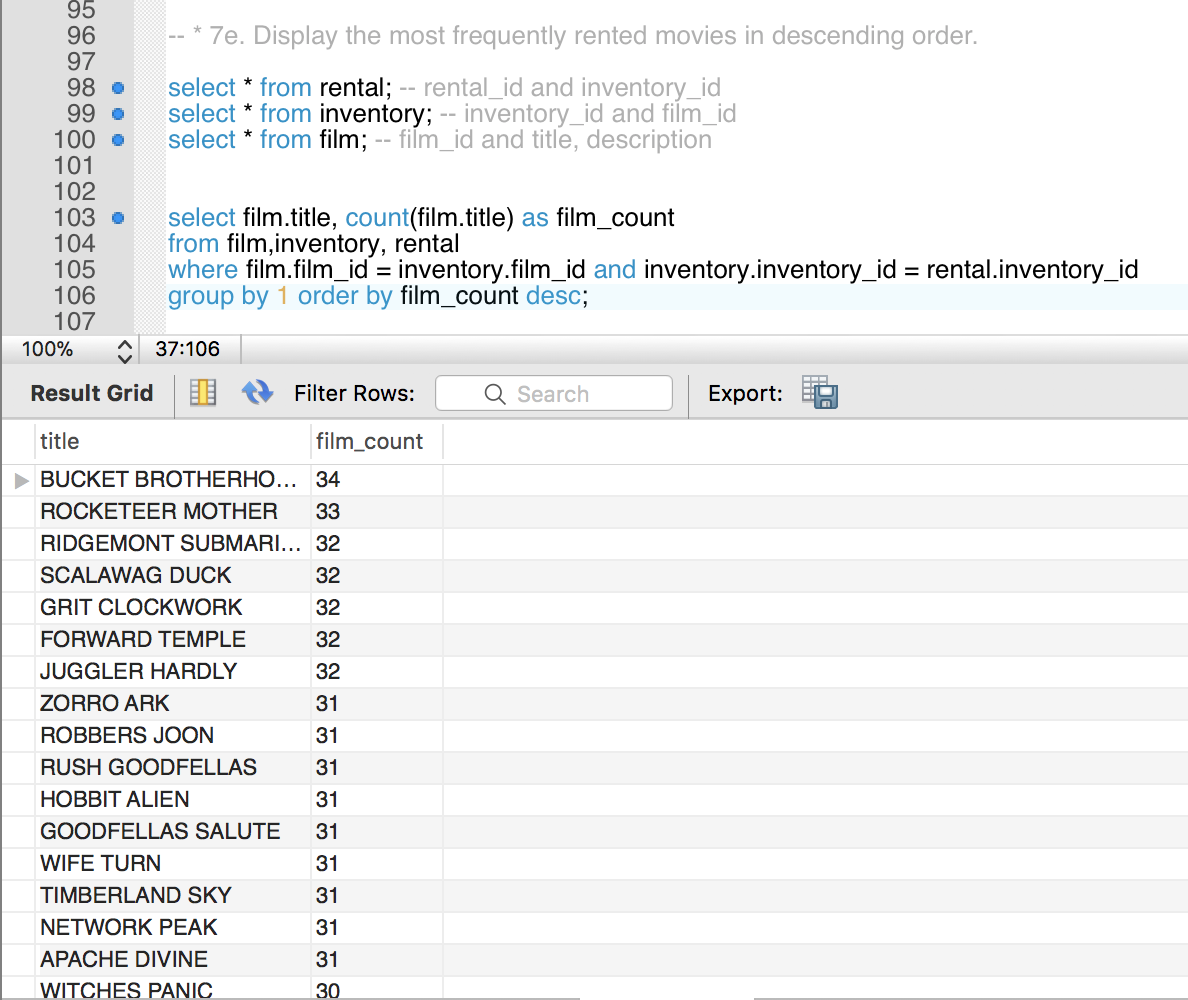 95
96 -- * 7e. Display the most frequently rented movies in descending order.
97
98 select * from rental; -- rental_id and inventory_id
99 select * from inventory; -- inventory_id and film_id
100 select * from film; -- film_id and title, description
101
102
103 select film.title, count(film.title) as film_count
104 from film,inventory, rental
105 where film.film_id = inventory.film_id and inventory.inventory_id = rental.inventory_id
106 group by 1 order by film_count desc;
107
100% 37:106
Result Grid Filter Rows: Search Export:
title film_count
BUCKET BROTHERHO... 34
ROCKETEER MOTHER 33
RIDGEMONT SUBMARI... 32
SCALAWAG DUCK 32
GRIT CLOCKWORK 32
FORWARD TEMPLE 32
JUGGLER HARDLY 32
ZORRO ARK 31
ROBBERS JOON 31
RUSH GOODFELLAS 31
HOBBIT ALIEN 31
GOODFELLAS SALUTE 31
WIFE TURN 31
TIMBERLAND SKY 31
NETWORK PEAK 31
APACHE DIVINE 31
WITCHES PANIC 30